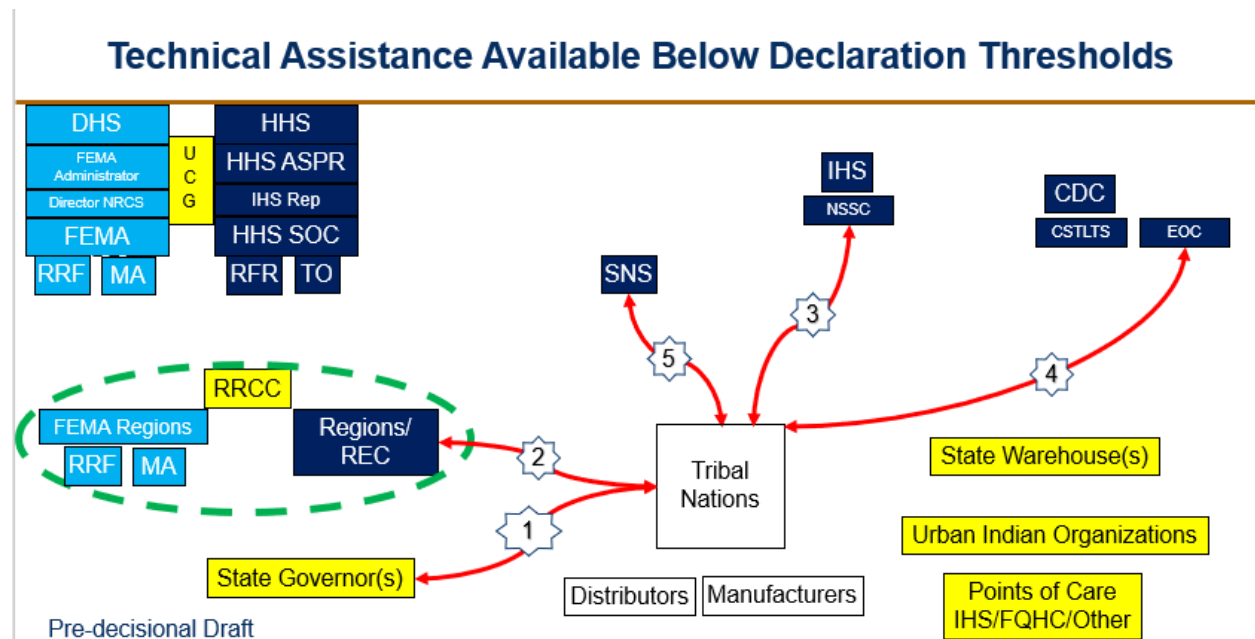 Technical Assistance Available Below Declaration Thresholds
DHS
HHS
U
C
G
FEMA
Administrator
HHS ASPR
Director NRCS
IHS Rep
FEMA
HHS SOC
RRF
MA
RFR
TO
IHS
NSSC
CDC
CSTLTS
EOC
SNS
3
5
4
RRCC
FEMA Regions
Regions/
REC
RRF
MA
2
1
Tribal
Nations
State Warehouse(s)
Urban Indian Organizations
State Governor(s)
Distributors
Manufacturers
Points of Care
IHS/FQHC/Other
Pre-decisional Draft